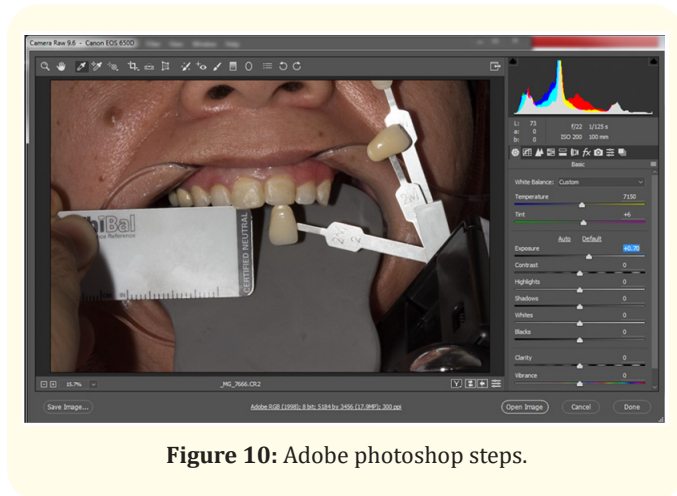 Camera Raw 9.6 - Canon EOS 650D
L: 73
a: 0
b: 0
f/22 1/125 s
ISO 200 100 mm
Basic
White Balance: Custom
Temperature 7150
Tint +6
Auto Default
Exposure +0.70
Contrast 0
Highlights 0
Shadows 0
Whites 0
Blacks 0
Clarity 0
Vibrance 0
hiBal
Reference
CERTIFIED NEUTRAL
15.7%
_MG_7666.CR2
Save Image...
Adobe RGB (1998); 8 bit; 5184 by 3456 (17.9MP); 300 ppi
Open Image
Cancel
Done
Figure 10: Adobe photoshop steps.